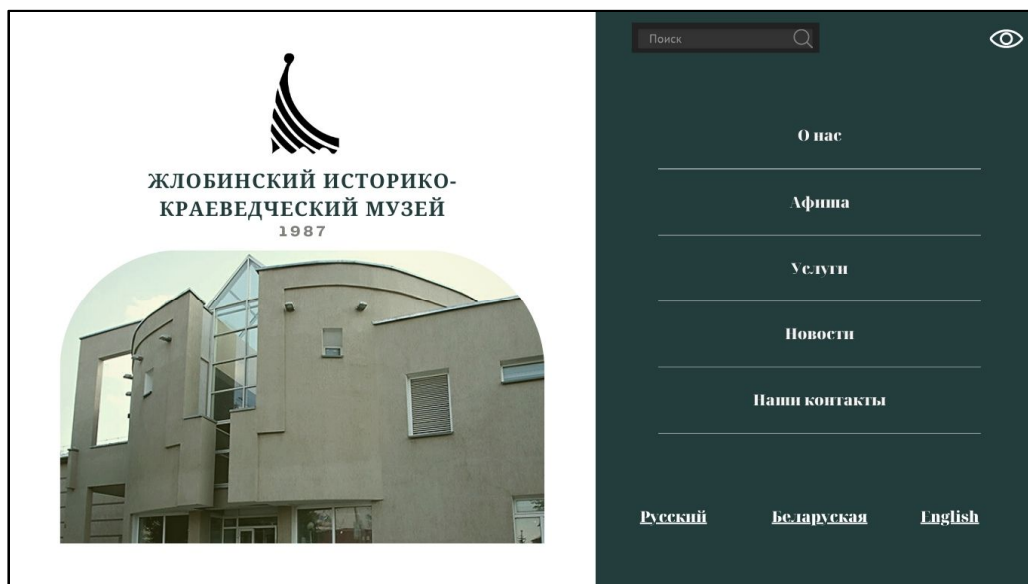 ЖЛОБИНСКИЙ ИСТОРИКО-
КРАЕВЕДЧЕСКИЙ МУЗЕЙ
1987
Поиск
О нас
Афиша
Услуги
Новости
Наши контакты
Русский Беларуская English